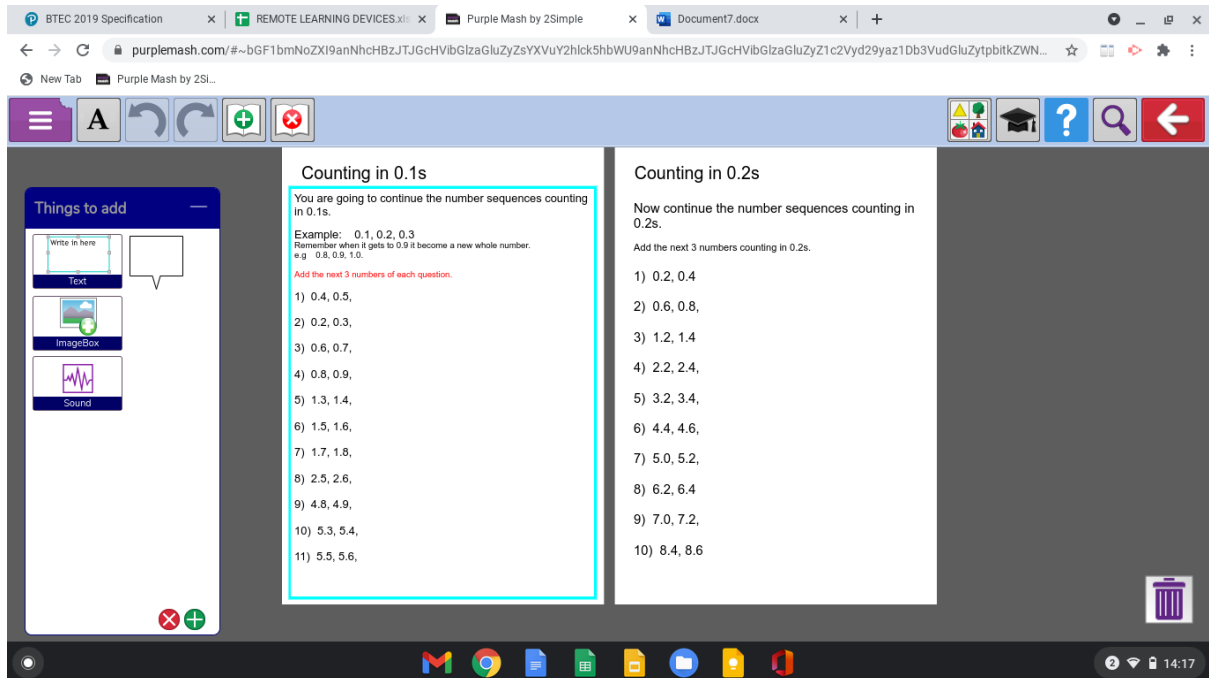 BTEC 2019 Specification
REMOTE LEARNING DEVICES.xls
Purple Mash by 2Simple
Document7.docx
purplemash.com/#~bGF1bmNoZXI9anNhcHBzJTJGcHVibGlzaGluZyZsYXVuY2hlck5hbWU9anNhcHBzJTJGcHVibGlzaGluZyZ1c2Vyd29yaz1Db3VudGluZytpbitkZWN...
New Tab
Purple Mash by 2Si...
A
?
Things to add
Write in here
Text
ImageBox
Sound
Counting in 0.1s
You are going to continue the number sequences counting
in 0.1s.
Example: 0.1, 0.2, 0.3
Remember when it gets to 0.9 it become a new whole number.
e.g 0.8, 0.9, 1.0.
Add the next 3 numbers of each question.
1) 0.4, 0.5,
2) 0.2, 0.3,
3) 0.6, 0.7,
4) 0.8, 0.9,
5) 1.3, 1.4,
6) 1.5, 1.6,
7) 1.7, 1.8,
8) 2.5, 2.6,
9) 4.8, 4.9,
10) 5.3, 5.4,
11) 5.5, 5.6,
Counting in 0.2s
Now continue the number sequences counting in
0.2s.
Add the next 3 numbers counting in 0.2s.
1) 0.2, 0.4
2) 0.6, 0.8,
3) 1.2, 1.4
4) 2.2, 2.4,
5) 3.2, 3.4,
6) 4.4, 4.6,
7) 5.0, 5.2,
8) 6.2, 6.4
9) 7.0, 7.2,
10) 8.4, 8.6
2
14:17